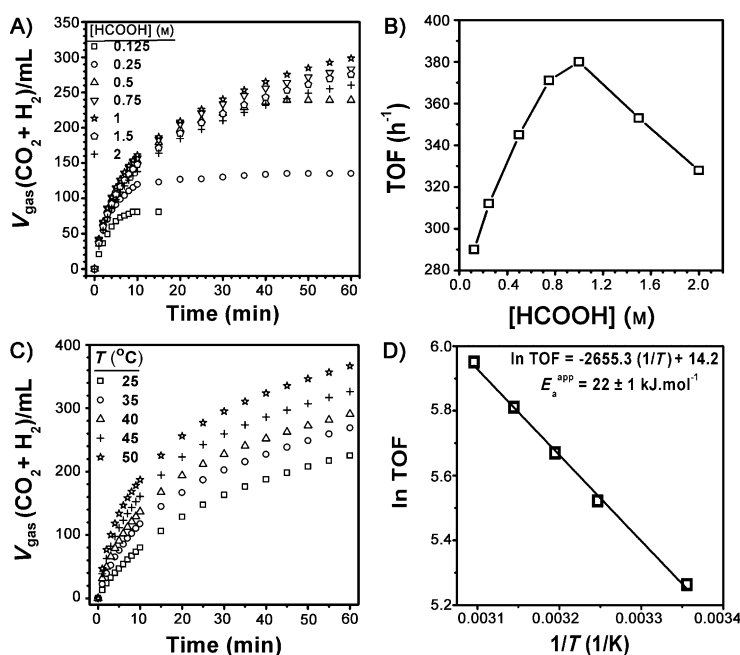 A)
[HCOOH] (M)
0.125
0.25
0.5
0.75
1
1.5
2
350
300
250
200
150
100
50
0
Vgas(CO2 + H2)/mL
0 10 20 30 40 50 60
Time (min)
B)
400
380
360
340
320
300
280
TOF (h-1)
0.0 0.4 0.8 1.2 1.6 2.0
[HCOOH] (M)
C)
T (oC)
25
35
40
45
50
400
300
200
100
0
Vgas (CO2 + H2)/mL
0 10 20 30 40 50 60
Time (min)
D)
ln TOF = -2655.3 (1/T) + 14.2
Eaapp = 22 ± 1 kJ.mol-1
6.0
5.8
5.6
5.4
5.2
ln TOF
0.0031 0.0032 0.0033 0.0034
1/T (1/K)